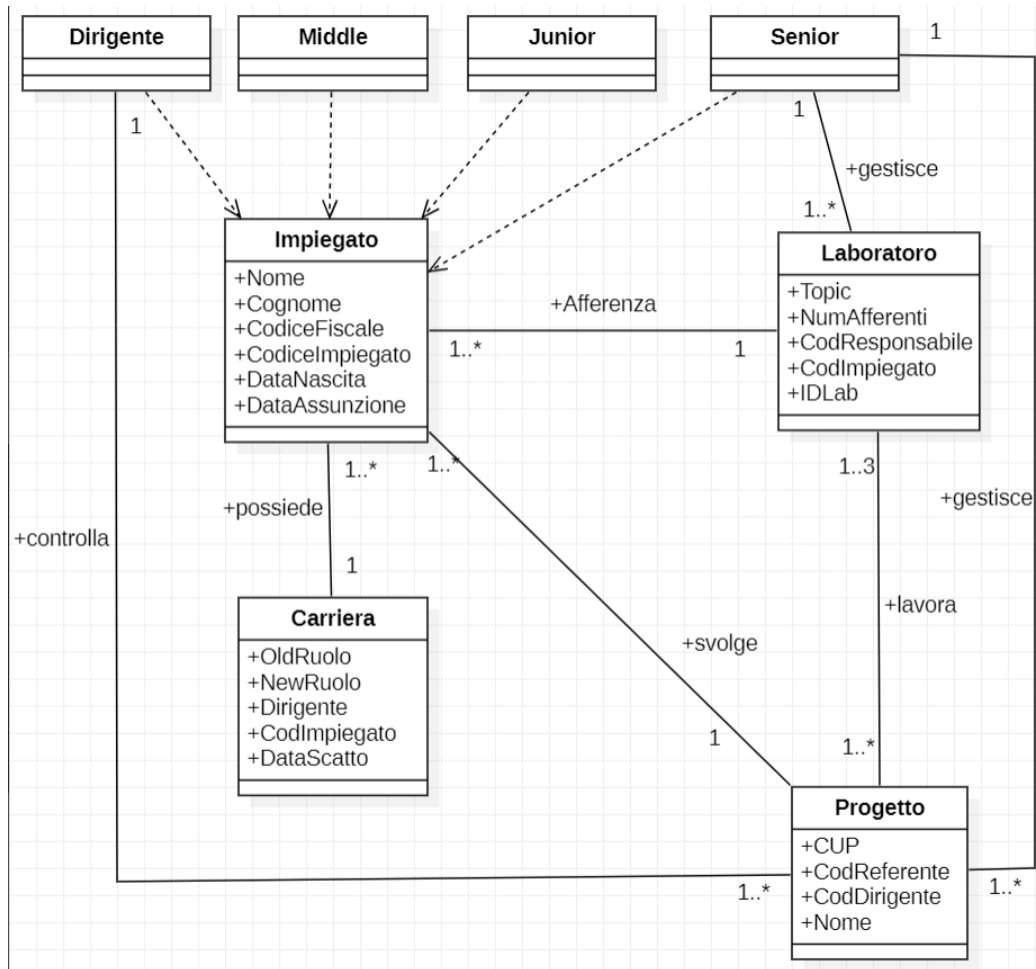 Dirigente
Middle
Junior
Senior
1
1
1
+gestisce
1..*
Impiegato
+Nome
+Cognome
+CodiceFiscale
+CodiceImpiegato
+DataNascita
+DataAssunzione
Laboratoro
+Topic
+NumAfferenti
+CodResponsabile
+CodImpiegato
+IDLab
+Afferenza
1..*
1
1..*
1..*
1..3
+possiede
+gestisce
+controlla
1
Carriera
+OldRuolo
+NewRuolo
+Dirigente
+CodImpiegato
+DataScatto
+lavora
+svolge
1
1..*
Progetto
+CUP
+CodReferente
+CodDirigente
+Nome
1..*
1..*